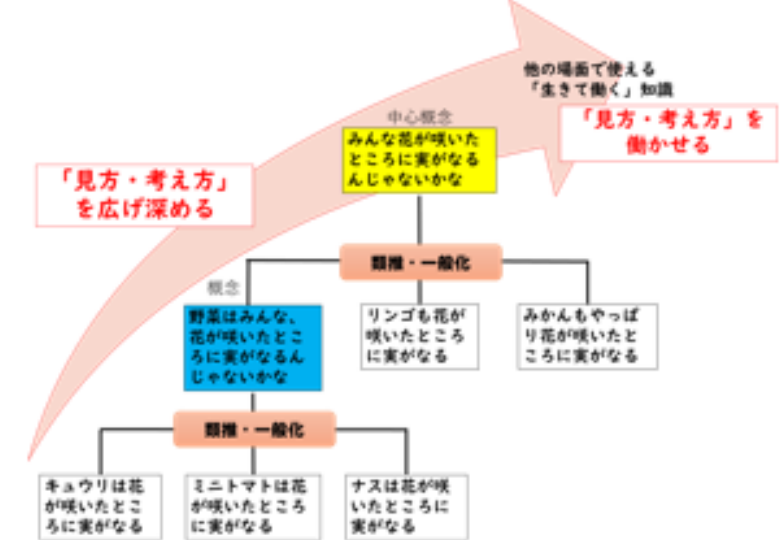 他の場面で使える
「生きて働く」知識
「見方・考え方」を
働かせる
中心概念
みんな花が咲いた
ところに実がなる
んじゃないかな
「見方・考え方」
を広げ深める
類推・一般化
概念
野菜はみんな、
花が咲いたとこ
ろに実がなるん
じゃないかな
リンゴも花が
咲いたところ
に実がなる
みかんもやっぱ
り花が咲いたと
ころに実がなる
類推・一般化
キュウリは花
が咲いたとこ
ろに実がなる
ミニトマトは花
が咲いたところ
に実がなる
ナスは花が咲
いたところに
実がなる